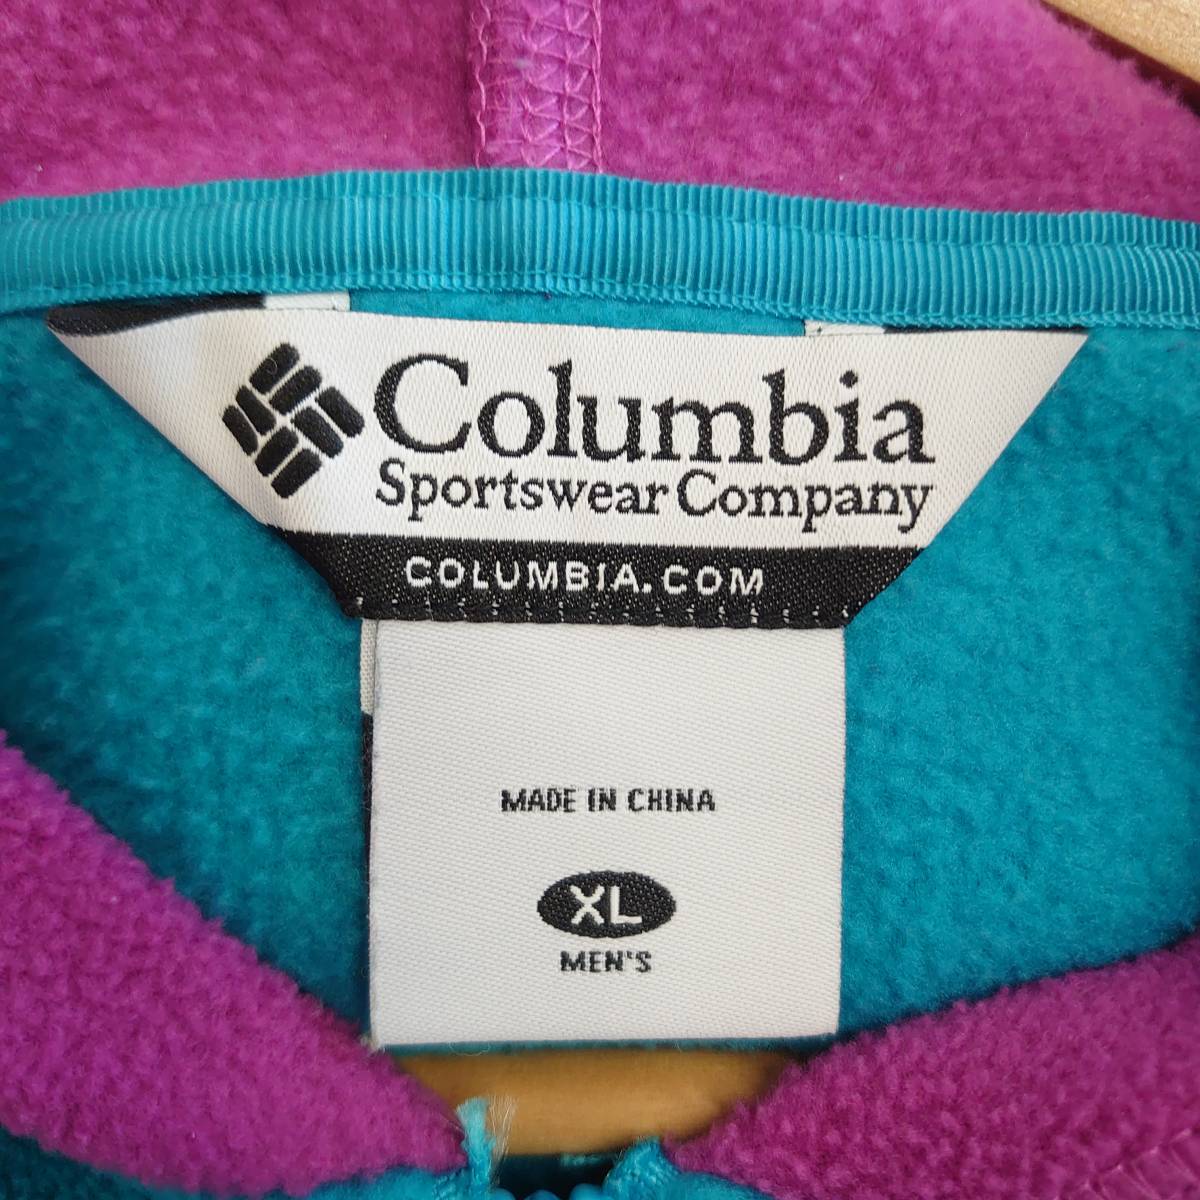 Columbia
Sportswear Company
COLUMBIA.COM
MADE IN CHINA
XL
MEN'S